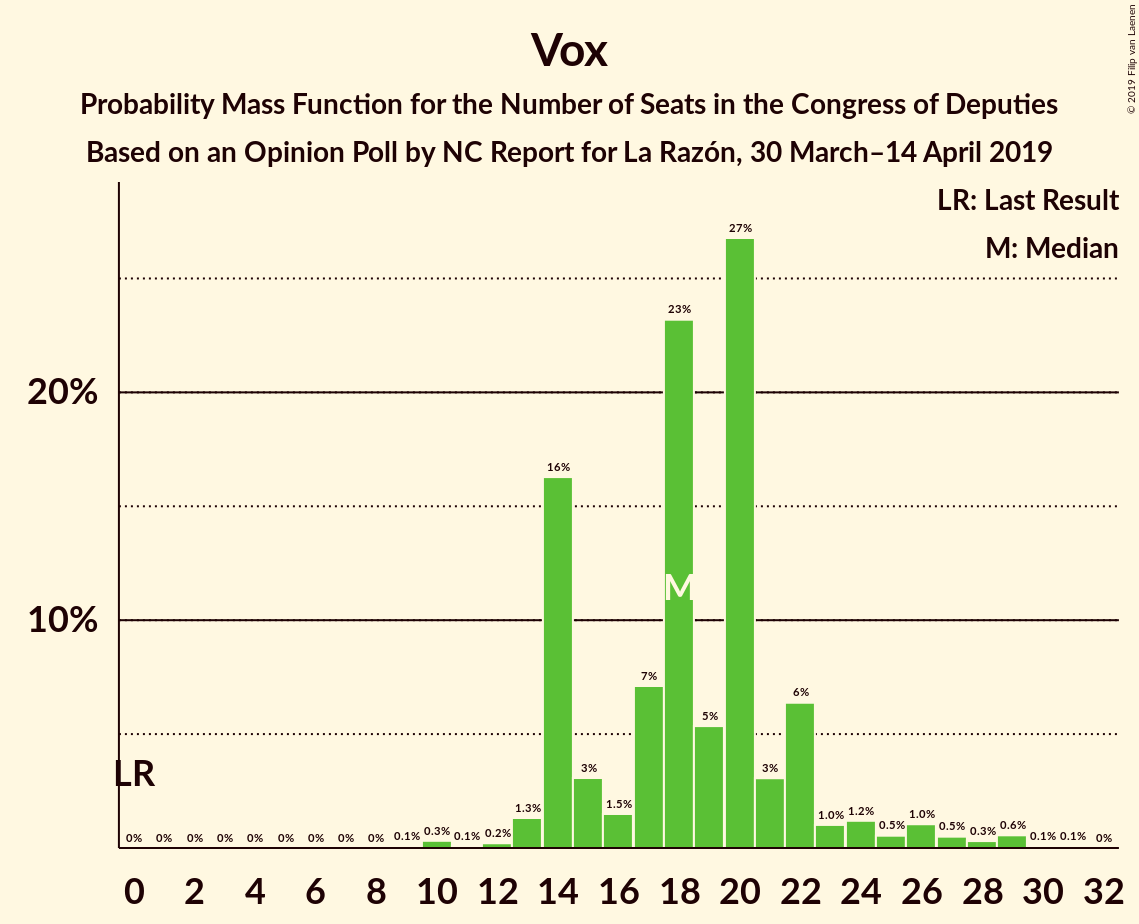 Vox
Probability Mass Function for the Number of Seats in the Congress of Deputies
Based on an Opinion Poll by NC Report for La Razón, 30 March–14 April 2019
© 2019 Filip van Laenen
LR: Last Result
M: Median
20%
10%
LR
M
0% 0% 0% 0% 0% 0% 0% 0% 0% 0.1% 0.3% 0.1% 0.2% 1.3% 16% 3% 1.5% 7% 23% 5% 27% 3% 6% 1.0% 1.2% 0.5% 1.0% 0.5% 0.3% 0.6% 0.1% 0.1% 0%
0 2 4 6 8 10 12 14 16 18 20 22 24 26 28 30 32